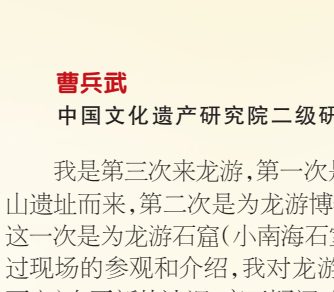 曹兵武
中国文化遗产研究院二级研
我是第三次来龙游,第一次是
山遗址而来,第二次是为龙游博
这一次是为龙游石窟(小南海石室
过现场的参观和介绍,我对龙游